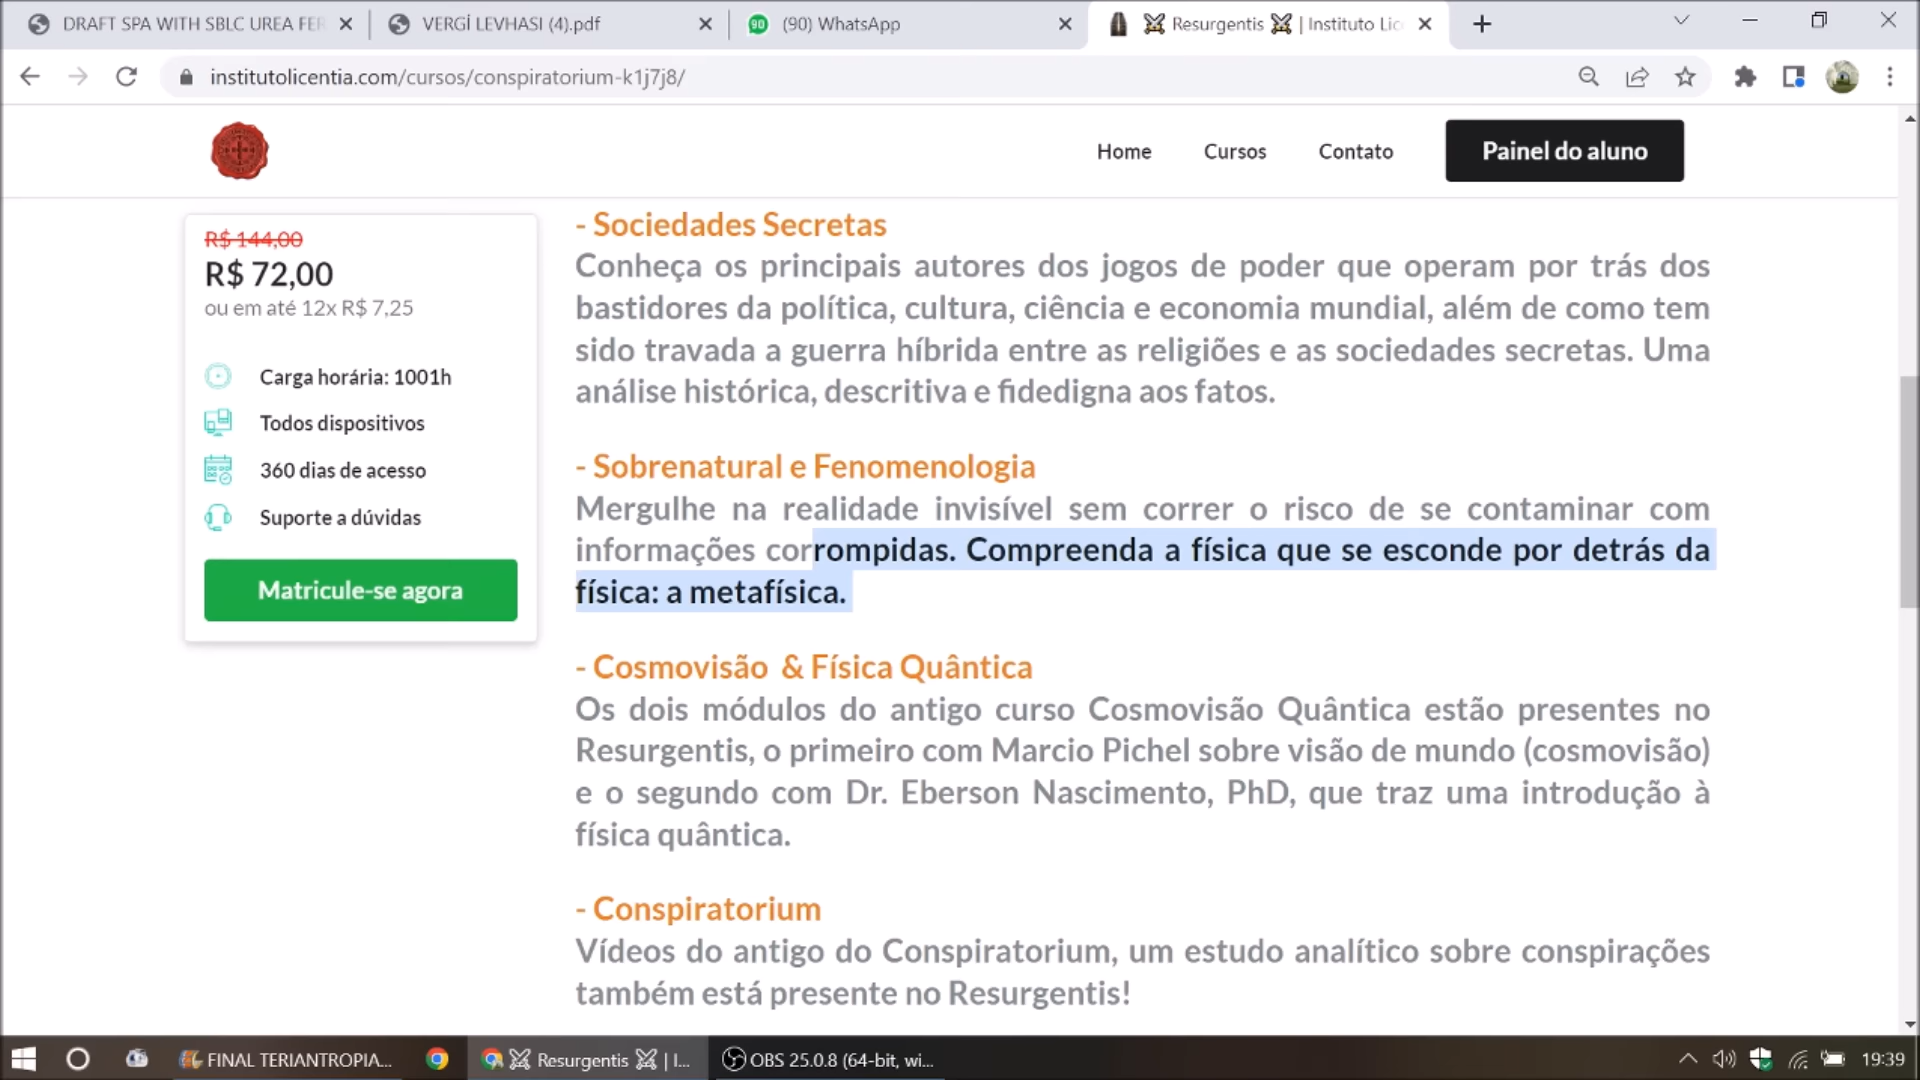 DRAFT SPA WITH SBLC UREA FER
VERGİ LEVHASI (4).pdf
90
(90) WhatsApp
Resurgentis | Instituto Lic
institutolicentia.com/cursos/conspiratorium-k1j7j8/
Home
Cursos
Contato
Painel do aluno
R$ 144,00
R$ 72,00
ou em até 12x R$ 7,25
Carga horária: 1001h
Todos dispositivos
360 dias de acesso
Suporte a dúvidas
Matricule-se agora
- Sociedades Secretas
Conheça os principais autores dos jogos de poder que operam por trás dos
bastidores da política, cultura, ciência e economia mundial, além de como tem
sido travada a guerra híbrida entre as religiões e as sociedades secretas. Uma
análise histórica, descritiva e fidedigna aos fatos.
- Sobrenatural e Fenomenologia
Mergulhe na realidade invisível sem correr o risco de se contaminar com
informações corrompidas. Compreenda a física que se esconde por detrás da
física: a metafísica.
- Cosmovisão & Física Quântica
Os dois módulos do antigo curso Cosmovisão Quântica estão presentes no
Resurgentis, o primeiro com Marcio Pichel sobre visão de mundo (cosmovisão)
e o segundo com Dr. Eberson Nascimento, PhD, que traz uma introdução à
física quântica.
- Conspiratorium
Vídeos do antigo do Conspiratorium, um estudo analítico sobre conspirações
também está presente no Resurgentis!
FINAL TERIANTROPIA...
Resurgentis | I...
OBS 25.0.8 (64-bit, wi...
19:39